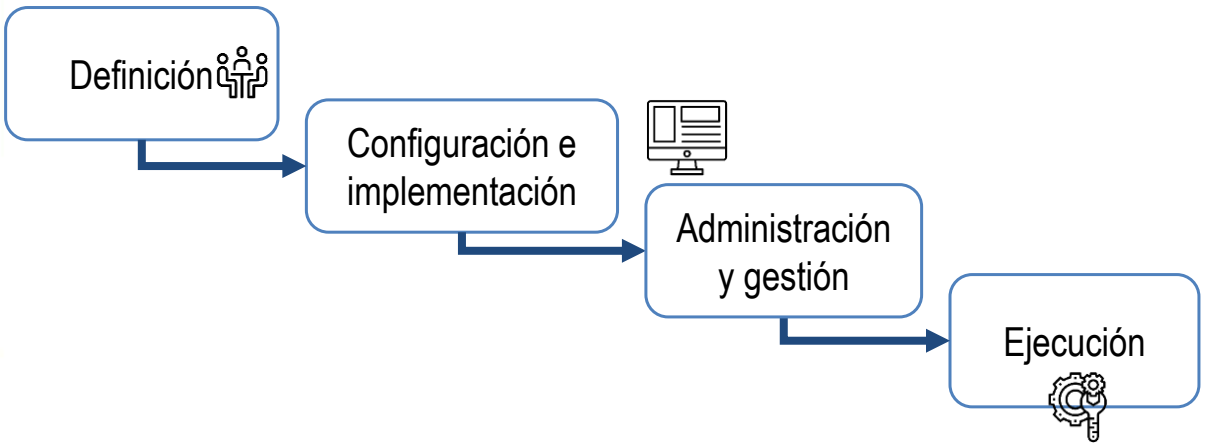 Definición
Configuración e
implementación
Administración
y gestión
Ejecución